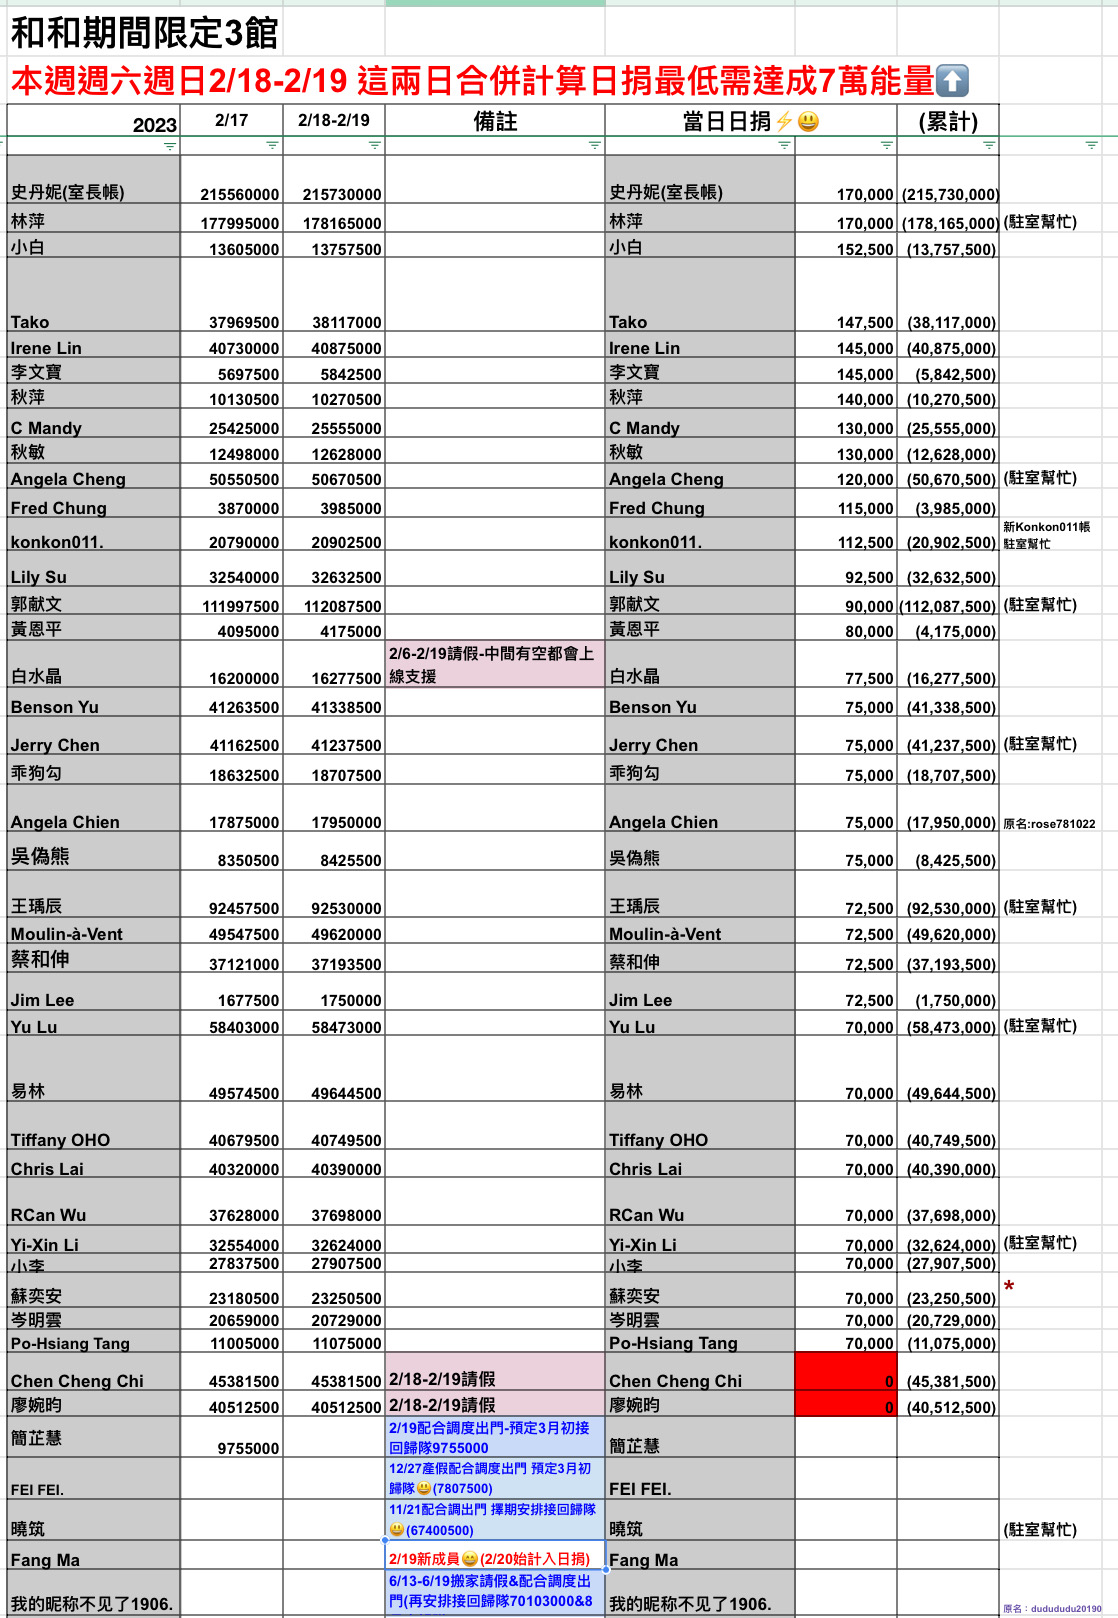 和和期間限定3館
本週週六週日2/18-2/19 這兩日合併計算日捐最低需達成7萬能量⬆️
2023 2/17 2/18-2/19 備註 當日日捐⚡😃 (累計)
史丹妮(室長帳) 215560000 215730000 史丹妮(室長帳) 170,000 (215,730,000)
林萍 177995000 178165000 林萍 170,000 (178,165,000) (駐室幫忙)
小白 13605000 13757500 小白 152,500 (13,757,500)
Tako 37969500 38117000 Tako 147,500 (38,117,000)
Irene Lin 40730000 40875000 Irene Lin 145,000 (40,875,000)
李文寶 5697500 5842500 李文寶 145,000 (5,842,500)
秋萍 10130500 10270500 秋萍 140,000 (10,270,500)
C Mandy 25425000 25555000 C Mandy 130,000 (25,555,000)
秋敏 12498000 12628000 秋敏 130,000 (12,628,000)
Angela Cheng 50550500 50670500 Angela Cheng 120,000 (50,670,500) (駐室幫忙)
Fred Chung 3870000 3985000 Fred Chung 115,000 (3,985,000)
新Konkon011帳
konkon011. 20790000 20902500 konkon011. 112,500 (20,902,500) 駐室幫忙
Lily Su 32540000 32632500 Lily Su 92,500 (32,632,500)
郭献文 111997500 112087500 郭献文 90,000 (112,087,500) (駐室幫忙)
黃恩平 4095000 4175000 黃恩平 80,000 (4,175,000)
2/6-2/19請假-中間有空都會上
白水晶 16200000 16277500 線支援 白水晶 77,500 (16,277,500)
Benson Yu 41263500 41338500 Benson Yu 75,000 (41,338,500)
Jerry Chen 41162500 41237500 Jerry Chen 75,000 (41,237,500) (駐室幫忙)
乖狗勾 18632500 18707500 乖狗勾 75,000 (18,707,500)
Angela Chien 17875000 17950000 Angela Chien 75,000 (17,950,000) 原名:rose781022
吳偽熊 8350500 8425500 吳偽熊 75,000 (8,425,500)
王瑀辰 92457500 92530000 王瑀辰 72,500 (92,530,000) (駐室幫忙)
Moulin-à-Vent 49547500 49620000 Moulin-à-Vent 72,500 (49,620,000)
蔡和伸 37121000 37193500 蔡和伸 72,500 (37,193,500)
Jim Lee 1677500 1750000 Jim Lee 72,500 (1,750,000)
Yu Lu 58403000 58473000 Yu Lu 70,000 (58,473,000) (駐室幫忙)
易林 49574500 49644500 易林 70,000 (49,644,500)
Tiffany OHO 40679500 40749500 Tiffany OHO 70,000 (40,749,500)
Chris Lai 40320000 40390000 Chris Lai 70,000 (40,390,000)
RCan Wu 37628000 37698000 RCan Wu 70,000 (37,698,000)
Yi-Xin Li 32554000 32624000 Yi-Xin Li 70,000 (32,624,000) (駐室幫忙)
小李 27837500 27907500 小李 70,000 (27,907,500)
蘇奕安 23180500 23250500 蘇奕安 70,000 (23,250,500) *
岑明雲 20659000 20729000 岑明雲 70,000 (20,729,000)
Po-Hsiang Tang 11005000 11075000 Po-Hsiang Tang 70,000 (11,075,000)
Chen Cheng Chi 45381500 45381500 2/18-2/19請假 Chen Cheng Chi 0 (45,381,500)
廖婉昀 40512500 40512500 2/18-2/19請假 廖婉昀 0 (40,512,500)
2/19配合調度出門-預定3月初接
簡芷慧 9755000 回歸隊9755000 簡芷慧
12/27產假配合調度出門 預定3月初
FEI FEI. 歸隊😃(7807500) FEI FEI.
11/21配合調出門 擇期安排接回歸隊
曉筑 😃(67400500) 曉筑 (駐室幫忙)
Fang Ma 2/19新成員😀(2/20始計入日捐) Fang Ma
6/13-6/19搬家請假&配合調度出
我的昵称不见了1906. 門(再安排接回歸隊70103000&8 我的昵称不见了1906. 原名：dudududu20190